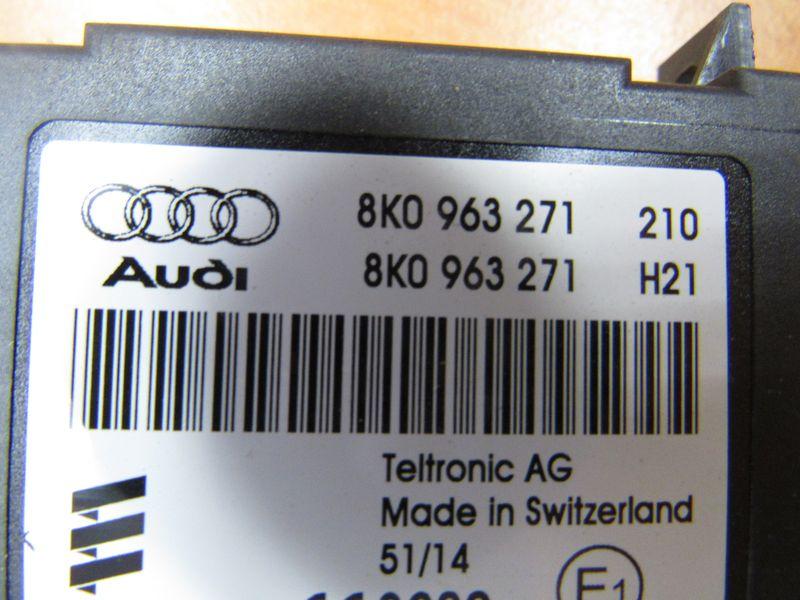 8K0 963 271 210
Audi 8K0 963 271 H21
Teltronic AG
Made in Switzerland
51/14
E1